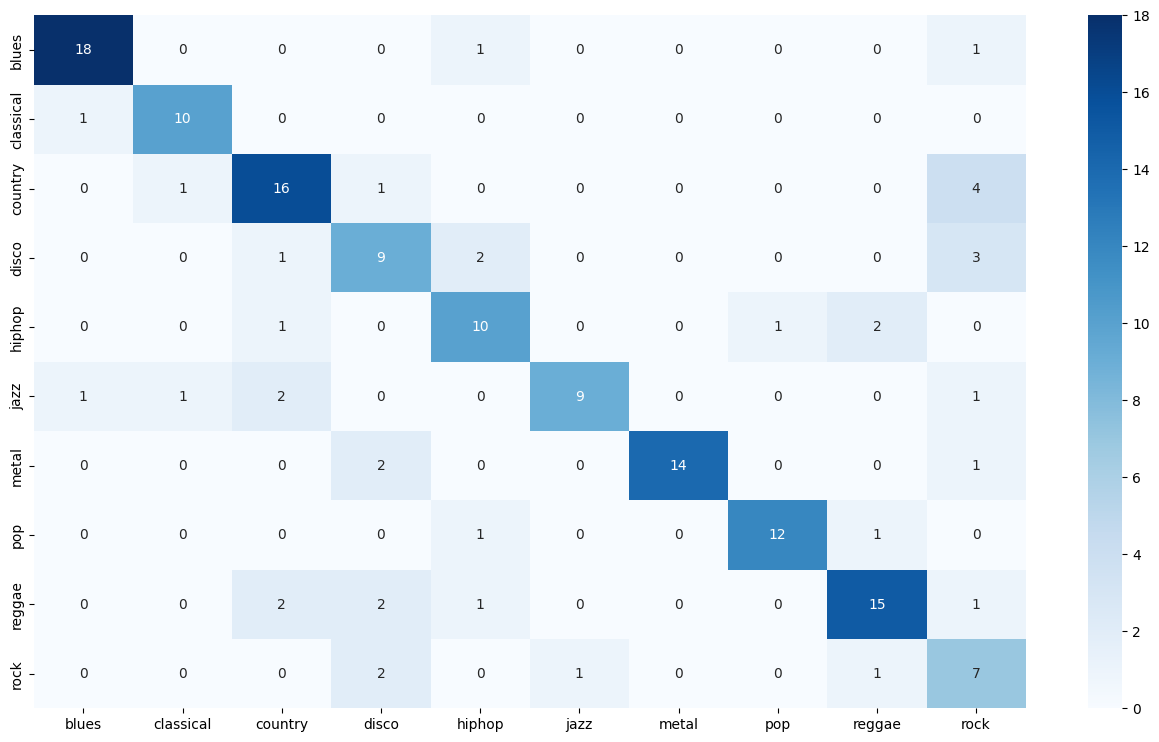 blues 18 0 0 0 1 0 0 0 0 1
classical 1 10 0 0 0 0 0 0 0 0
country 0 1 16 1 0 0 0 0 0 4
disco 0 0 1 9 2 0 0 0 0 3
hiphop 0 0 1 0 10 0 0 1 2 0
jazz 1 1 2 0 0 9 0 0 0 1
metal 0 0 0 2 0 0 14 0 0 1
pop 0 0 0 0 1 0 0 12 1 0
reggae 0 0 2 2 1 0 0 0 15 1
rock 0 0 0 2 0 1 0 0 1 7
blues classical country disco hiphop jazz metal pop reggae rock
18
16
14
12
10
8
6
4
2
0